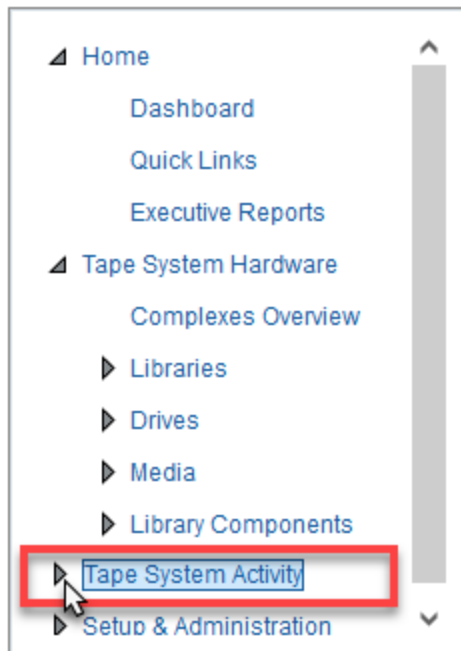 Home
Dashboard
Quick Links
Executive Reports
Tape System Hardware
Complexes Overview
Libraries
Drives
Media
Library Components
Tape System Activity
Setup & Administration